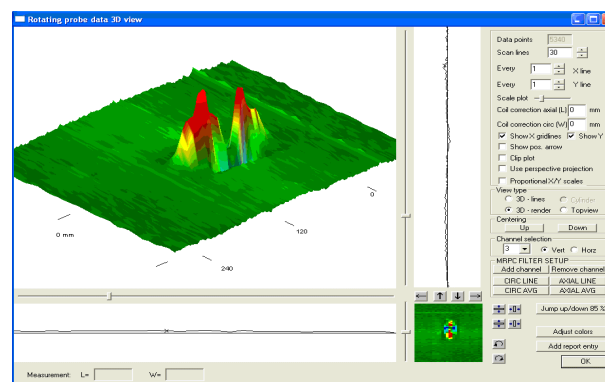 Rotating probe data 3D view
Data points 5340
Scan lines 30
Every 1 X line
Every 1 Y line
Scale plot
Coil correction axial (L) 0 mm
Coil correction circ (W) 0 mm
Show X gridlines Show Y
Show pos. arrow
Clip plot
Use perspective projection
Proportional X/Y scales
View type
3D - lines Cylinder
3D - render Topview
Centering
Up Down
Channel selection
3 Vert Horz
MRPC FILTER SETUP
Add channel Remove channel
CIRC LINE AXIAL LINE
CIRC AVG AXIAL AVG
Jump up/down 85 %
Adjust colors
Add report entry
OK
0 mm
240
120
0
Measurement: L= W=